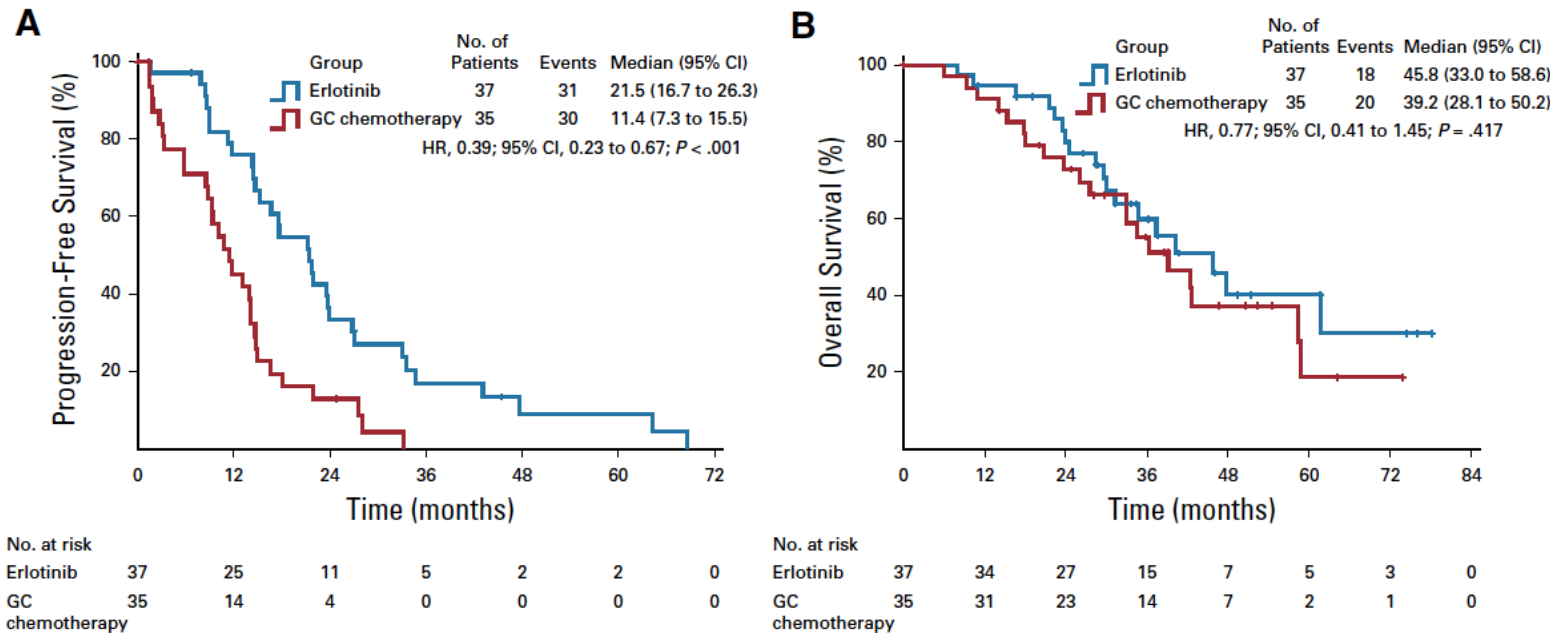 A
Group No. of Patients Events Median (95% CI)
Erlotinib 37 31 21.5 (16.7 to 26.3)
GC chemotherapy 35 30 11.4 (7.3 to 15.5)
HR, 0.39; 95% CI, 0.23 to 0.67; P < .001
Progression-Free Survival (%)
100
80
60
40
20
0 12 24 36 48 60 72
Time (months)
No. at risk
Erlotinib 37 25 11 5 2 2 0
GC chemotherapy 35 14 4 0 0 0 0
B
Group No. of Patients Events Median (95% CI)
Erlotinib 37 18 45.8 (33.0 to 58.6)
GC chemotherapy 35 20 39.2 (28.1 to 50.2)
HR, 0.77; 95% CI, 0.41 to 1.45; P = .417
Overall Survival (%)
100
80
60
40
20
0 12 24 36 48 60 72 84
Time (months)
No. at risk
Erlotinib 37 34 27 15 7 5 3 0
GC chemotherapy 35 31 23 14 7 2 1 0